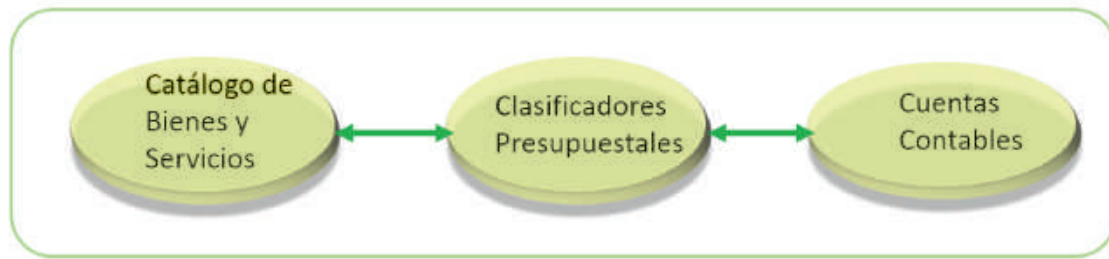 Catálogo de
Bienes y
Servicios
Clasificadores
Presupuestales
Cuentas
Contables